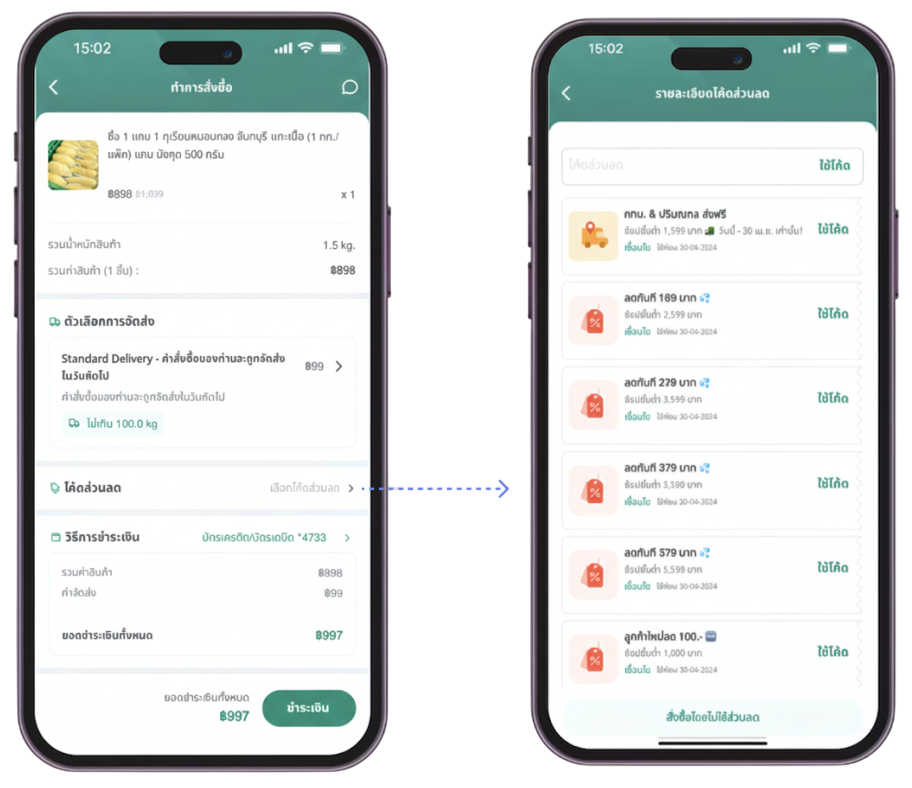 15:02
ทำการสั่งซื้อ
ซื้อ 1 แถม 1 ทุเรียนหมอนทอง จันทบุรี แกะเนื้อ (1 กก./
แพ็ก) แถม มังคุด 500 กรัม
฿898 ฿1,039
x 1
รวมน้ำหนักสินค้า
1.5 kg.
รวมค่าสินค้า (1 ชิ้น) :
฿898
ตัวเลือกการจัดส่ง
Standard Delivery - คำสั่งซื้อของท่านจะถูกจัดส่ง
ในวันถัดไป
฿99
คำสั่งซื้อของท่านจะถูกจัดส่งในวันถัดไป
ไม่เกิน 100.0 kg
โค้ดส่วนลด
เลือกโค้ดส่วนลด
วิธีการชำระเงิน
บัตรเครดิต/บัตรเดบิต *4733
รวมค่าสินค้า
฿898
ค่าจัดส่ง
฿99
ยอดชำระเงินทั้งหมด
฿997
ยอดชำระเงินทั้งหมด
฿997
ชำระเงิน
15:02
รายละเอียดโค้ดส่วนลด
โค้ดส่วนลด
ใช้โค้ด
กทม. & ปริมณฑล ส่งฟรี
ช้อปขั้นต่ำ 1,599 บาท 🚚 วันนี้ - 30 เม.ย. เท่านั้น!
เงื่อนไข ใช้ก่อน 30-04-2024
ใช้โค้ด
ลดทันที 169 บาท 💦
ช้อปขั้นต่ำ 2,599 บาท
เงื่อนไข ใช้ก่อน 30-04-2024
ใช้โค้ด
ลดทันที 229 บาท 💦
ช้อปขั้นต่ำ 3,599 บาท
เงื่อนไข ใช้ก่อน 30-04-2024
ใช้โค้ด
ลดทันที 379 บาท 💦
ช้อปขั้นต่ำ 3,590 บาท
เงื่อนไข ใช้ก่อน 30-04-2024
ใช้โค้ด
ลดทันที 579 บาท 💦
ช้อปขั้นต่ำ 5,599 บาท
เงื่อนไข ใช้ก่อน 30-04-2024
ใช้โค้ด
ลูกค้าใหม่ลด 100.-
ช้อปขั้นต่ำ 1,000 บาท
เงื่อนไข ใช้ก่อน 30-04-2024
ใช้โค้ด
สั่งซื้อโดยไม่ใช้ส่วนลด